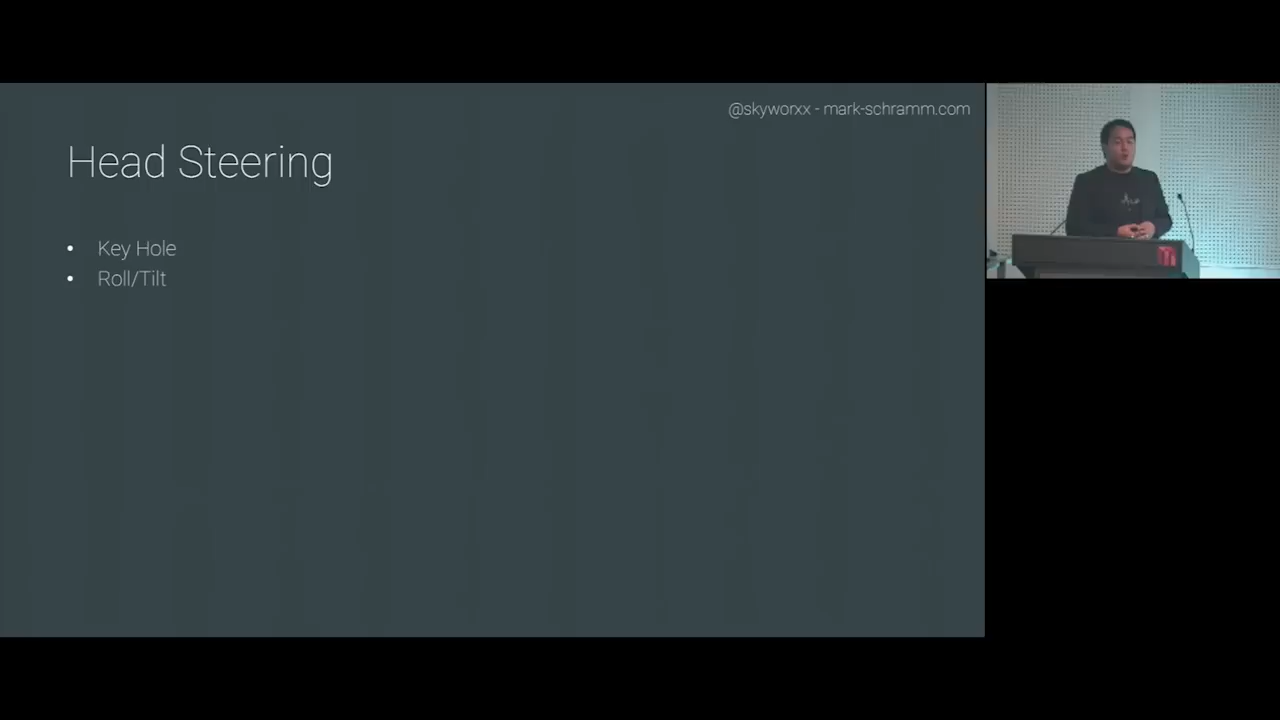 @skyworxx - mark-schramm.com
Head Steering
• Key Hole
• Roll/Tilt